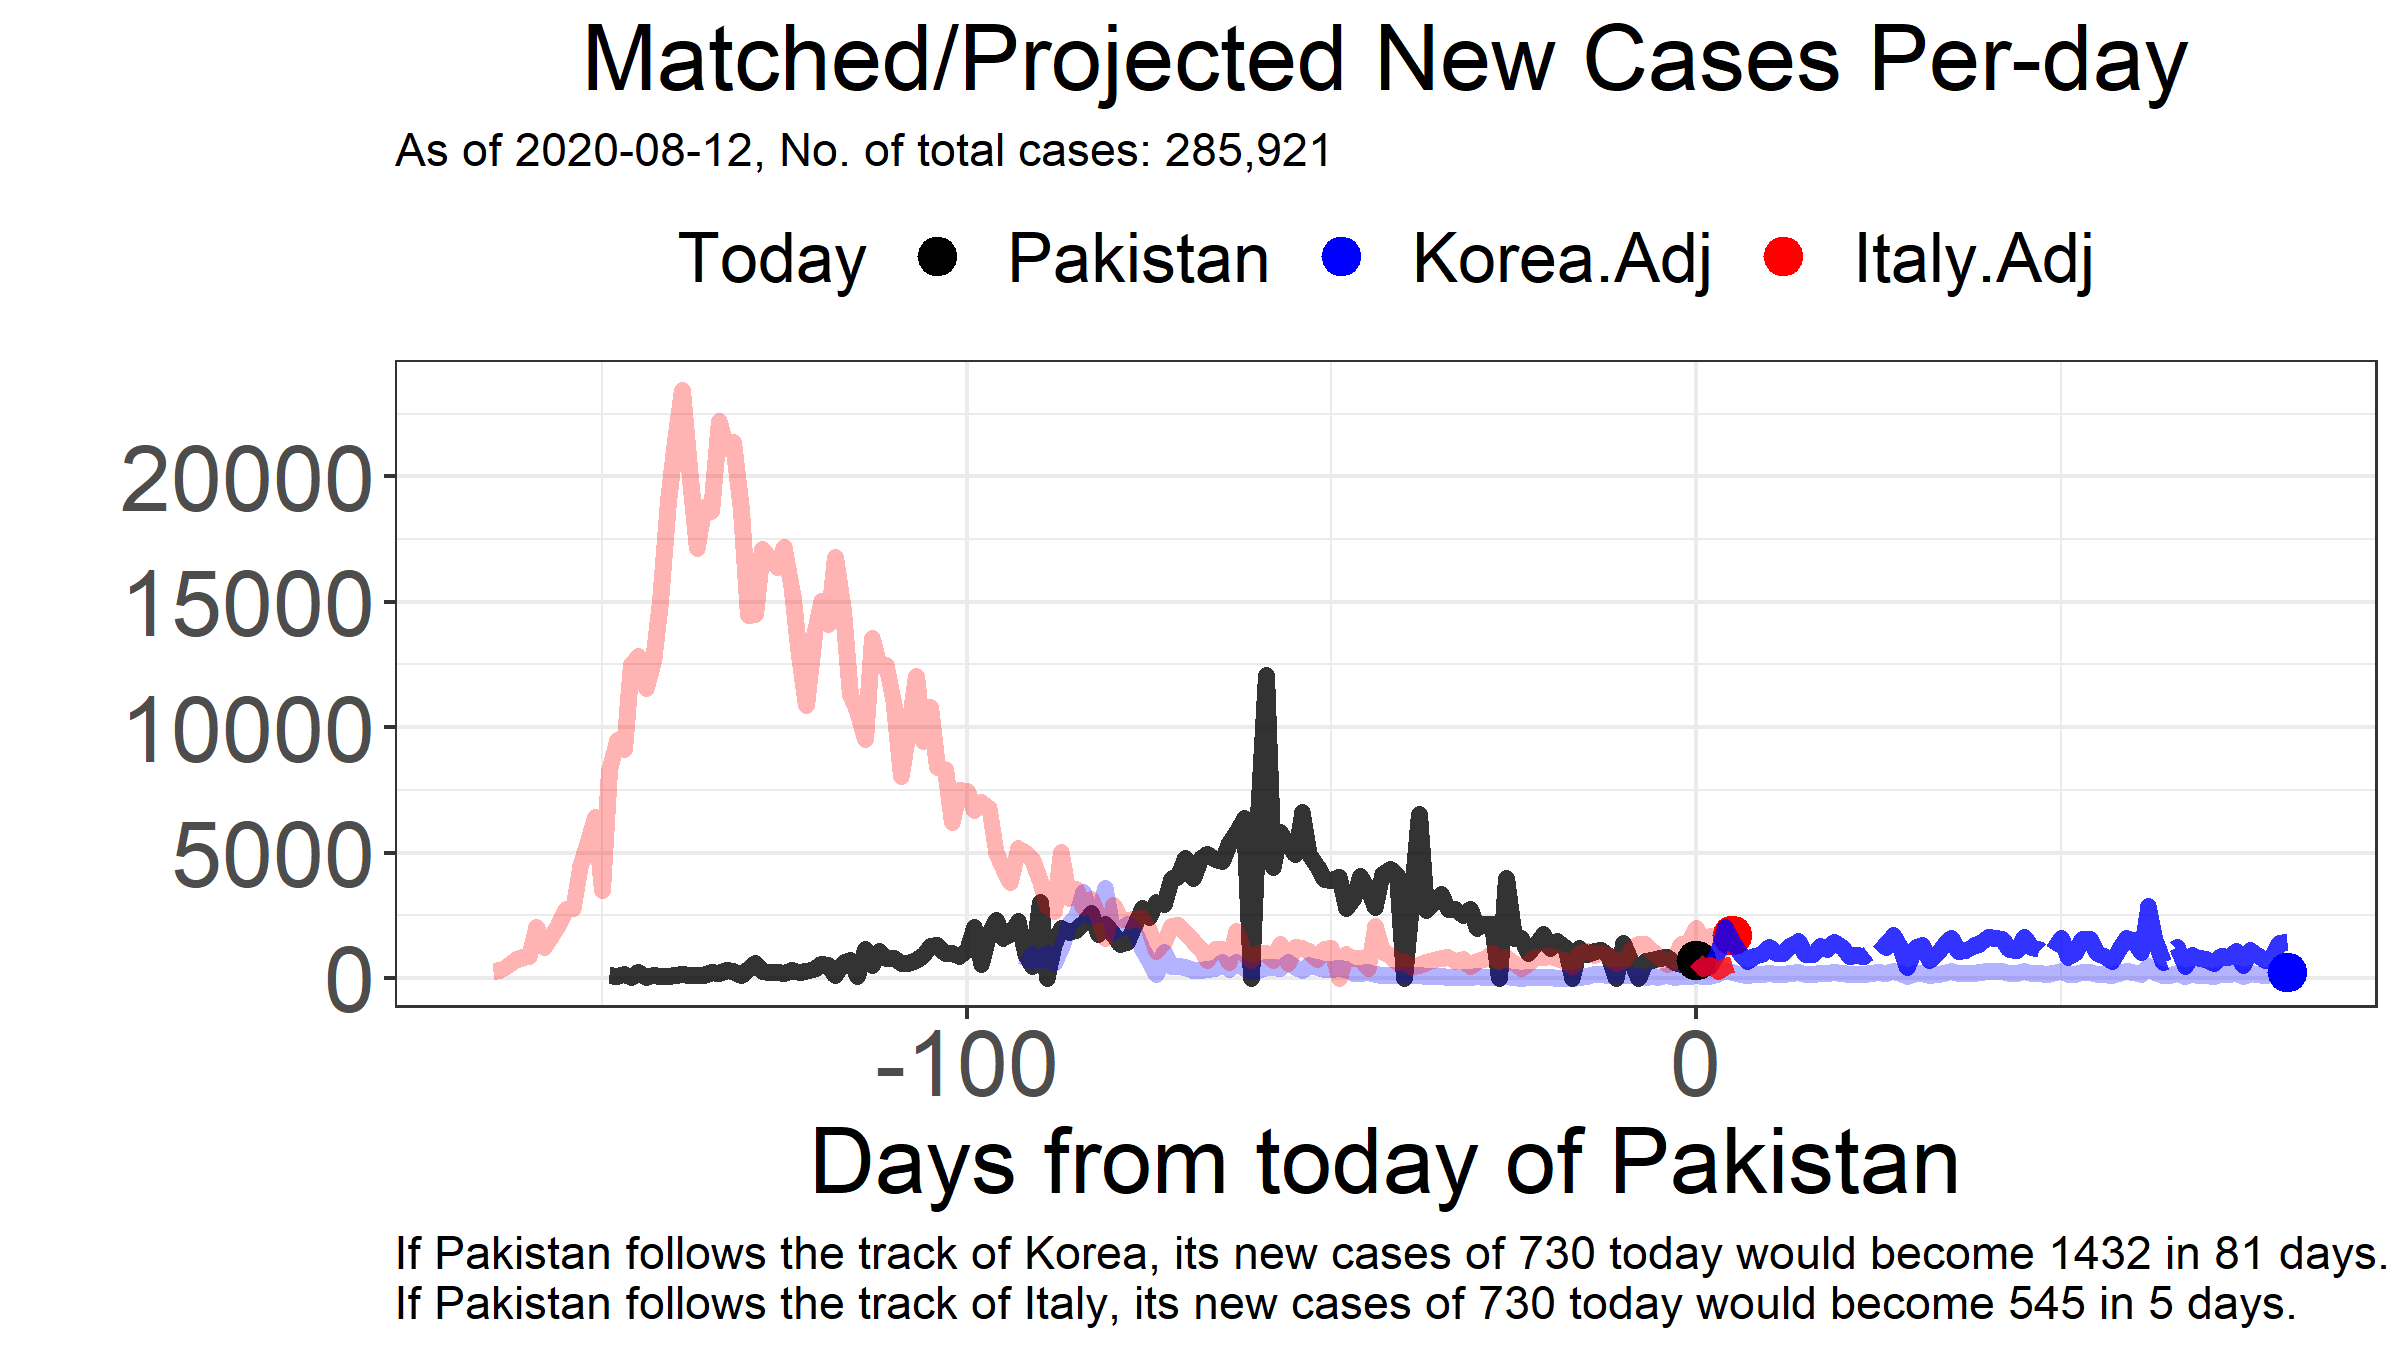 Matched/Projected New Cases Per-day
As of 2020-08-12, No. of total cases: 285,921
Today Pakistan Korea.Adj Italy.Adj
20000
15000
10000
5000
0
-100 0
Days from today of Pakistan
If Pakistan follows the track of Korea, its new cases of 730 today would become 1432 in 81 days.
If Pakistan follows the track of Italy, its new cases of 730 today would become 545 in 5 days.